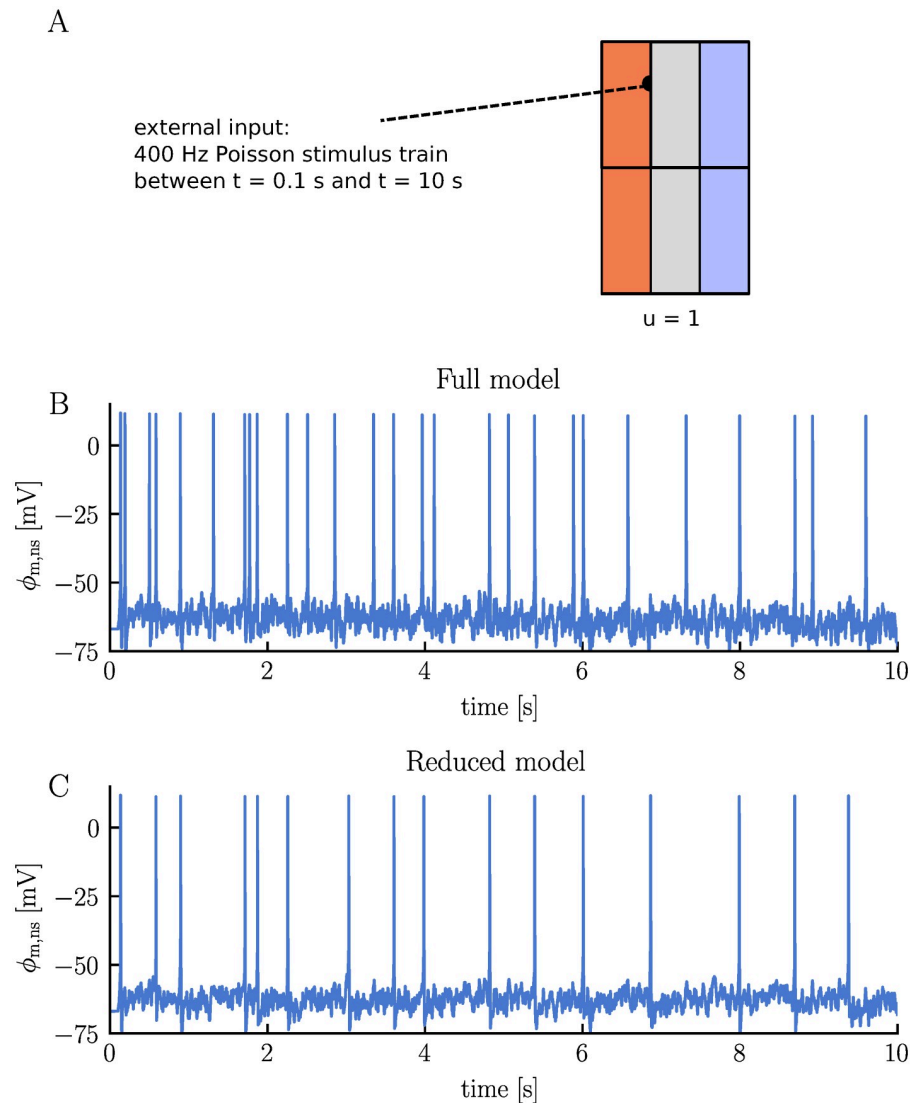 A
external input:
400 Hz Poisson stimulus train
between t = 0.1 s and t = 10 s
u = 1
Full model
B
0
−25
−50
−75
ϕm,ns [mV]
0 2 4 6 8 10
time [s]
Reduced model
C
0
−25
−50
−75
ϕm,ns [mV]
0 2 4 6 8 10
time [s]